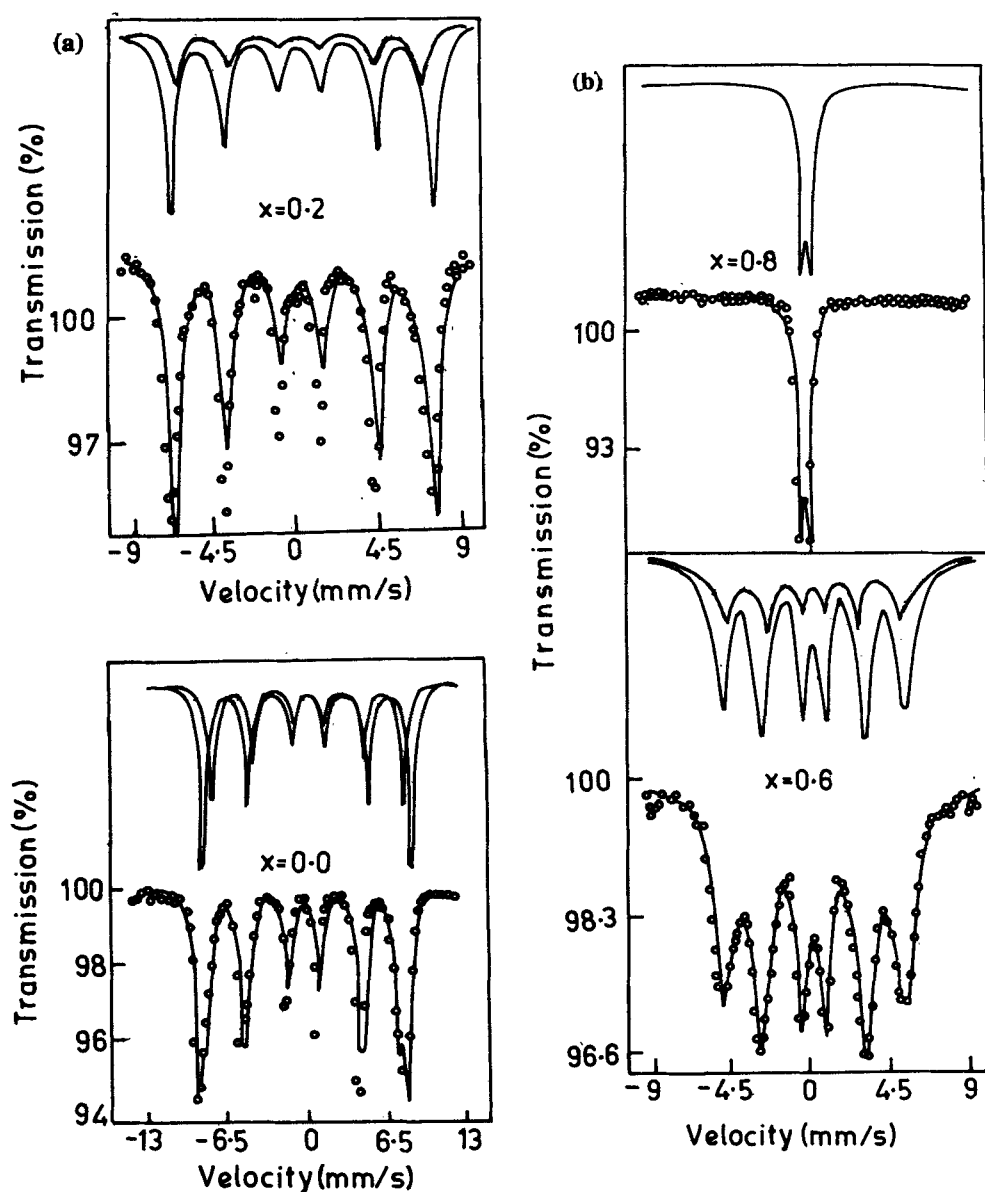 (a)
Transmission (%)
x=0·2
100
97
-9 -4·5 0 4·5 9
Velocity (mm/s)
Transmission (%)
x=0·0
100
98
96
94
-13 -6·5 0 6·5 13
Velocity (mm/s)
(b)
Transmission (%)
x=0·8
100
93
x=0·6
100
98·3
96·6
-9 -4·5 0 4·5 9
Velocity (mm/s)